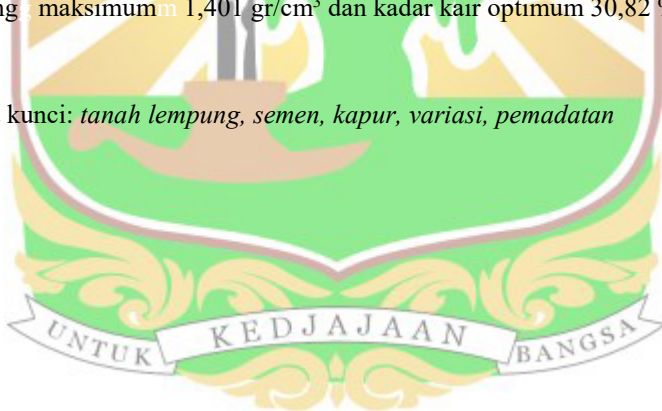 ng maksimum 1,401 gr/cm³ dan kadar kair optimum 30,82 %
kunci: tanah lempung, semen, kapur, variasi, pemadatan
UNTUK KEDJAJAAN BANGSA